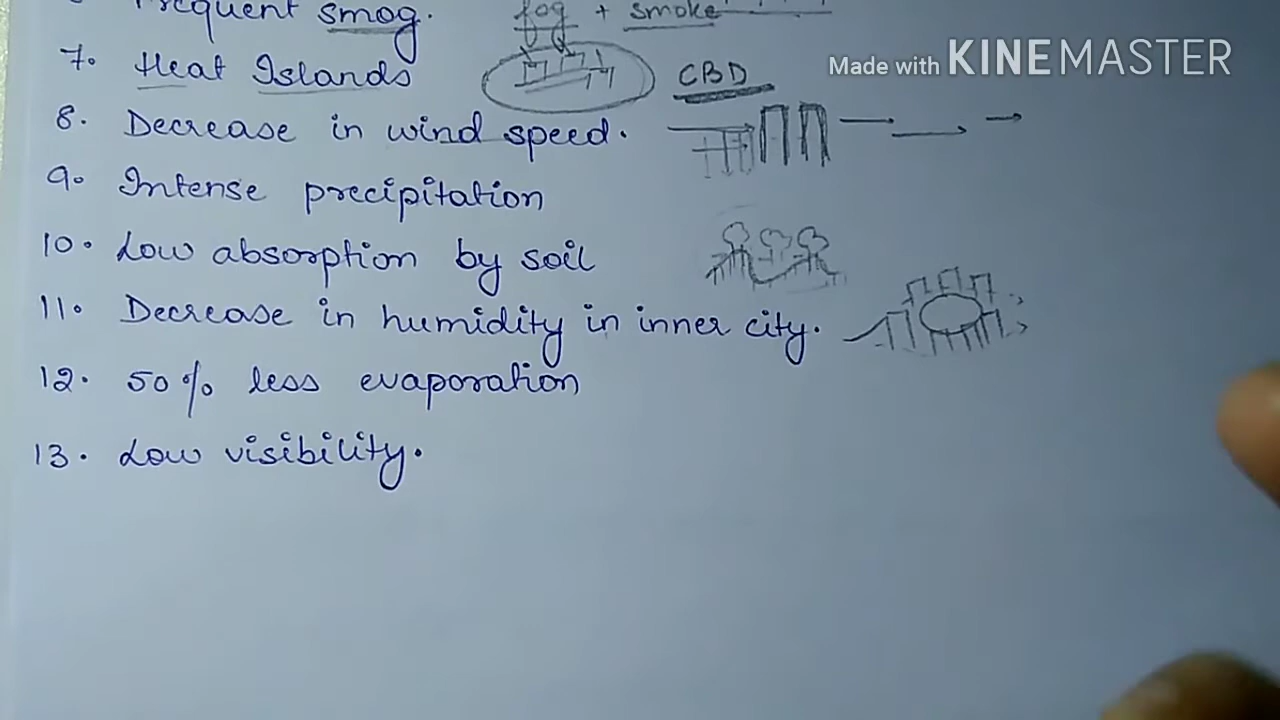 Frequent smog. fog + smoke
Made with KINEMASTER
7. Heat Islands CBD
8. Decrease in wind speed.
9. Intense precipitation
10. Low absorption by soil
11. Decrease in humidity in inner city.
12. 50% less evaporation
13. Low visibility.